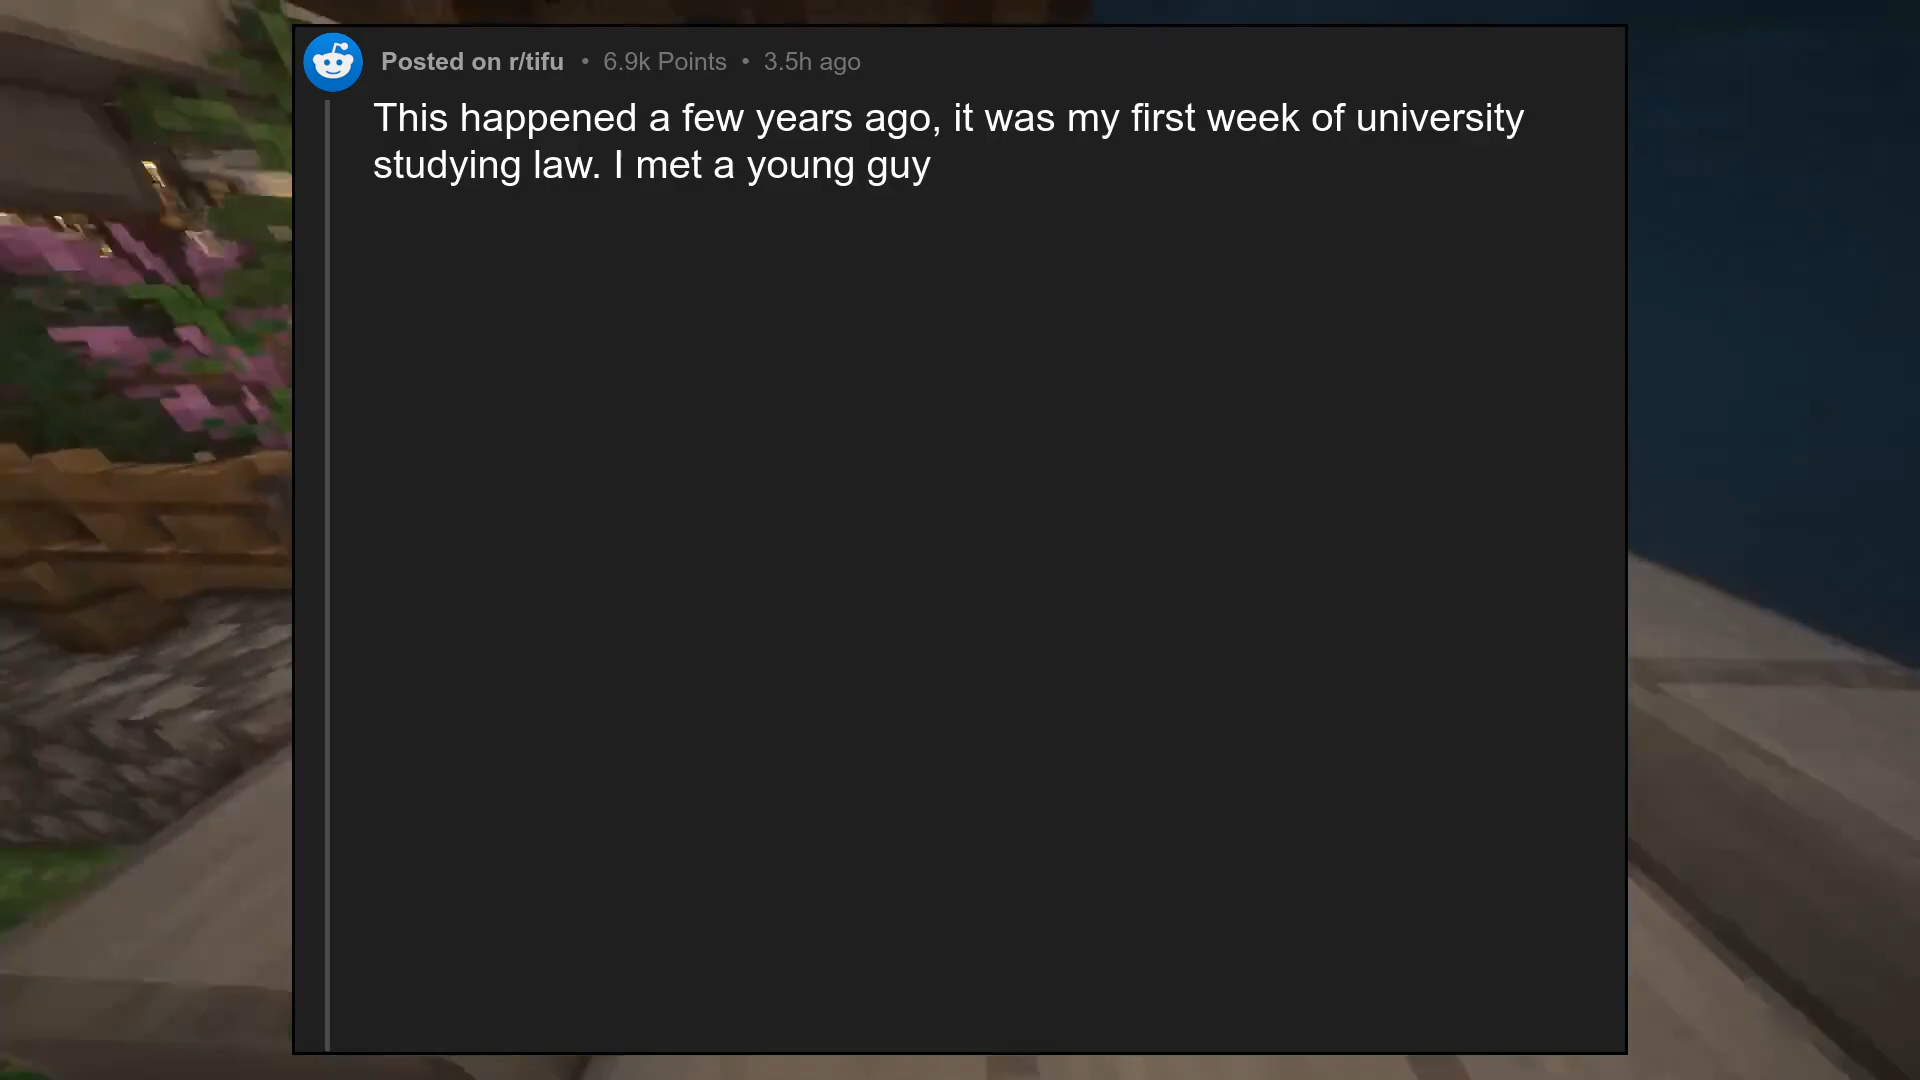 Posted on r/tifu • 6.9k Points • 3.5h ago
This happened a few years ago, it was my first week of university
studying law. I met a young guy